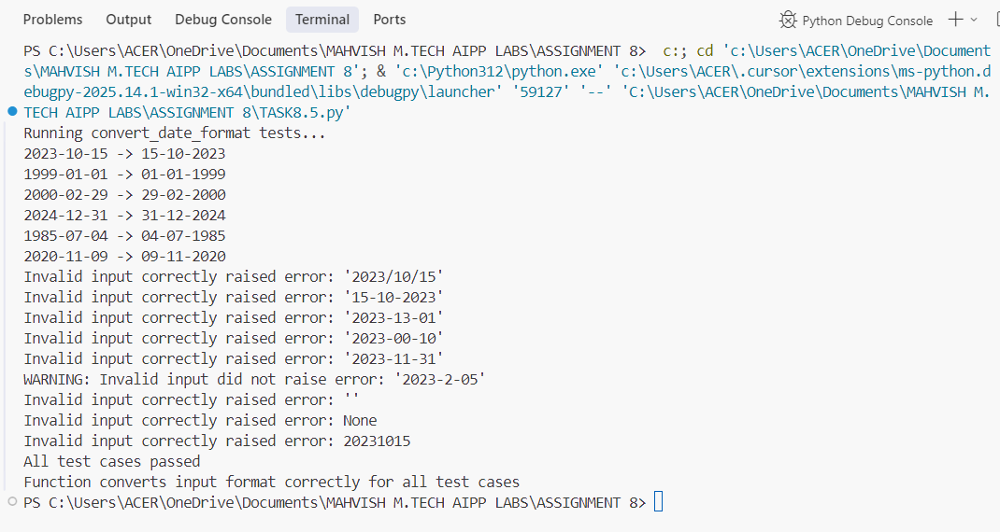 Problems Output Debug Console Terminal Ports Python Debug Console
PS C:\Users\ACER\OneDrive\Documents\MAHVISH M.TECH AIPP LABS\ASSIGNMENT 8>  c:; cd 'c:\Users\ACER\OneDrive\Document
s\MAHVISH M.TECH AIPP LABS\ASSIGNMENT 8'; & 'c:\Python312\python.exe' 'c:\Users\ACER\.cursor\extensions\ms-python.d
ebugpy-2025.14.1-win32-x64\bundled\libs\debugpy\launcher' '59127' '--' 'C:\Users\ACER\OneDrive\Documents\MAHVISH M.
TECH AIPP LABS\ASSIGNMENT 8\TASK8.5.py'
Running convert_date_format tests...
2023-10-15 -> 15-10-2023
1999-01-01 -> 01-01-1999
2000-02-29 -> 29-02-2000
2024-12-31 -> 31-12-2024
1985-07-04 -> 04-07-1985
2020-11-09 -> 09-11-2020
Invalid input correctly raised error: '2023/10/15'
Invalid input correctly raised error: '15-10-2023'
Invalid input correctly raised error: '2023-13-01'
Invalid input correctly raised error: '2023-00-10'
Invalid input correctly raised error: '2023-11-31'
WARNING: Invalid input did not raise error: '2023-2-05'
Invalid input correctly raised error: ''
Invalid input correctly raised error: None
Invalid input correctly raised error: 20231015
All test cases passed
Function converts input format correctly for all test cases
PS C:\Users\ACER\OneDrive\Documents\MAHVISH M.TECH AIPP LABS\ASSIGNMENT 8>